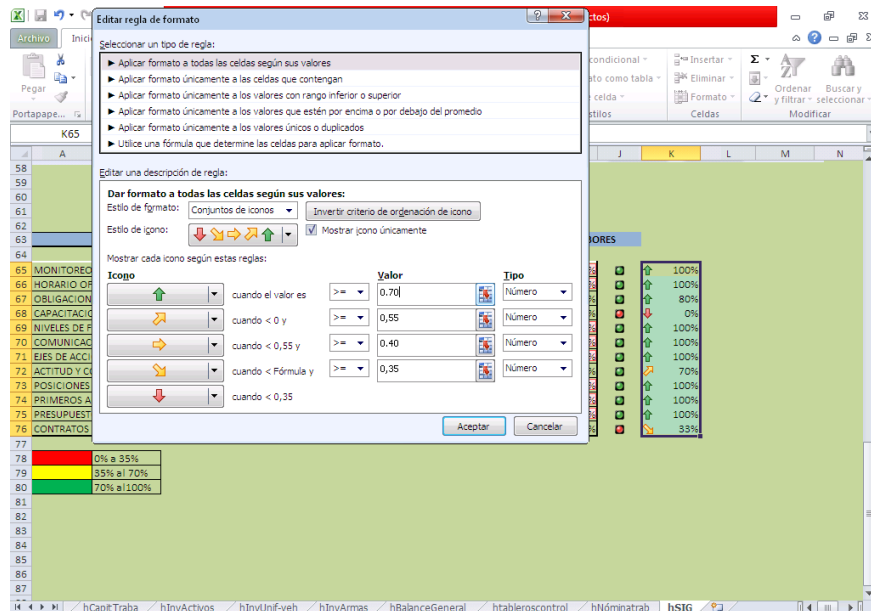 Editar regla de formato
ctos)
Archivo Inici
Pegar
Portapape...
condicional
ato como tabla
celda
stilos
Insertar
Eliminar
Formato
Celdas
Ordenar y filtrar
Buscar y seleccionar
Modificar
K65
Seleccionar un tipo de regla:
► Aplicar formato a todas las celdas según sus valores
► Aplicar formato únicamente a las celdas que contengan
► Aplicar formato únicamente a los valores con rango inferior o superior
► Aplicar formato únicamente a los valores que estén por encima o por debajo del promedio
► Aplicar formato únicamente a los valores únicos o duplicados
► Utilice una fórmula que determine las celdas para aplicar formato.
Editar una descripción de regla:
Dar formato a todas las celdas según sus valores:
Estilo de formato: Conjuntos de iconos Invertir criterio de ordenación de icono
Estilo de icono: Mostrar icono únicamente
Mostrar cada icono según estas reglas:
Icono Valor Tipo
cuando el valor es >= 0.70 Número
cuando < 0 y >= 0,55 Número
cuando < 0,55 y >= 0.40 Número
cuando < Fórmula y >= 0,35 Número
cuando < 0,35
Aceptar Cancelar
A J K L M N
58
59
60
61
62
63 BORES
64
65 MONITOREO 100%
66 HORARIO OF 100%
67 OBLIGACION 80%
68 CAPACITACIO 0%
69 NIVELES DE F 100%
70 COMUNICAC 100%
71 EJES DE ACCI 100%
72 ACTITUD Y CO 70%
73 POSICIONES 100%
74 PRIMEROS A 100%
75 PRESUPUEST 100%
76 CONTRATOS 33%
77
78 0% a 35%
79 35% al 70%
80 70% al100%
81
82
83
84
85
86
87
hCapitTraba hInvActivos hInvUnif-veh hInvArmas hBalanceGeneral htableroscontrol hNóminatrab hSIG